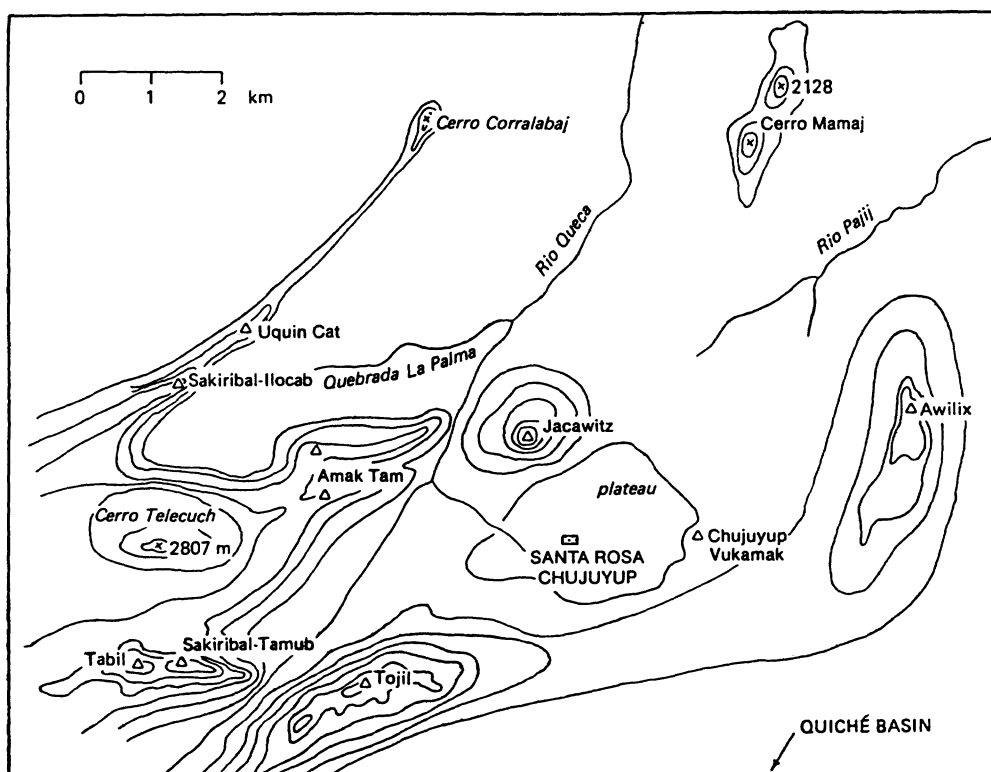 0 1 2 km
2128
Cerro Corralabaj
Cerro Mamaj
Rio Queca
Rio Pajij
Uquin Cat
Quebrada La Palma
Sakiribal-Ilocab
Awilix
Jacawitz
Amak Tam
plateau
Cerro Telecuch
2807 m
SANTA ROSA
CHUJUYUP
Chujuyup
Vukamak
Sakiribal-Tamub
Tabil
Tojil
QUICHÉ BASIN